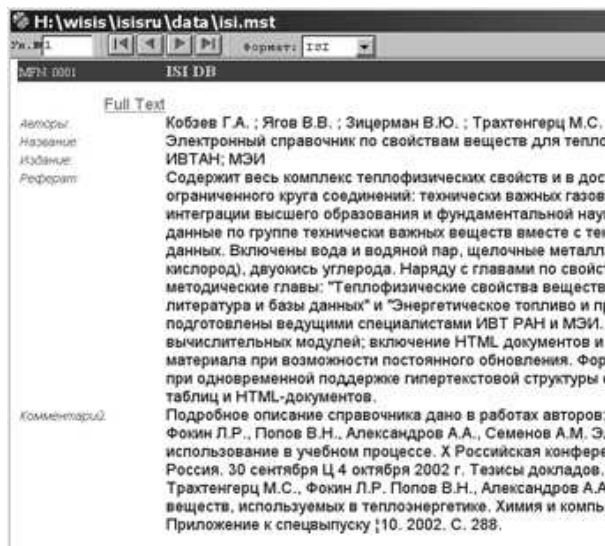 H:\wisis\isisru\data\isi.mst
Уп.№ 1 Формат: ISI
MFN: 0001 ISI DB
Full Text
Авторы: Кобзев Г.А. ; Ягов В.В. ; Зицерман В.Ю. ; Трахтенгерц М.С.
Название: Электронный справочник по свойствам веществ для тепло
Издание: ИВТАН; МЭИ
Реферат: Содержит весь комплекс теплофизических свойств и в дос
ограниченного круга соединений: технически важных газов
интеграции высшего образования и фундаментальной нау
данные по группе технически важных веществ вместе с те
данных. Включены вода и водяной пар, щелочные металл
кислород), двуокись углерода. Наряду с главами по свойст
методические главы: "Теплофизические свойства веществ
литература и базы данных" и "Энергетическое топливо и п
подготовлены ведущими специалистами ИВТ РАН и МЭИ.
вычислительных модулей; включение HTML документов и
материала при возможности постоянного обновления. Фор
при одновременной поддержке гипертекстовой структуры
таблиц и HTML-документов.
Комментарий: Подробное описание справочника дано в работах авторов:
Фокин Л.Р., Попов В.Н., Александров А.А., Семенов А.М. Э
использование в учебном процессе. X Российская конфере
Россия. 30 сентября Ц 4 октября 2002 г. Тезисы докладов.
Трахтенгерц М.С., Фокин Л.Р. Попов В.Н., Александров А.А
веществ, используемых в теплоэнергетике. Химия и компь
Приложение к спецвыпуску ¦10. 2002. С. 288.